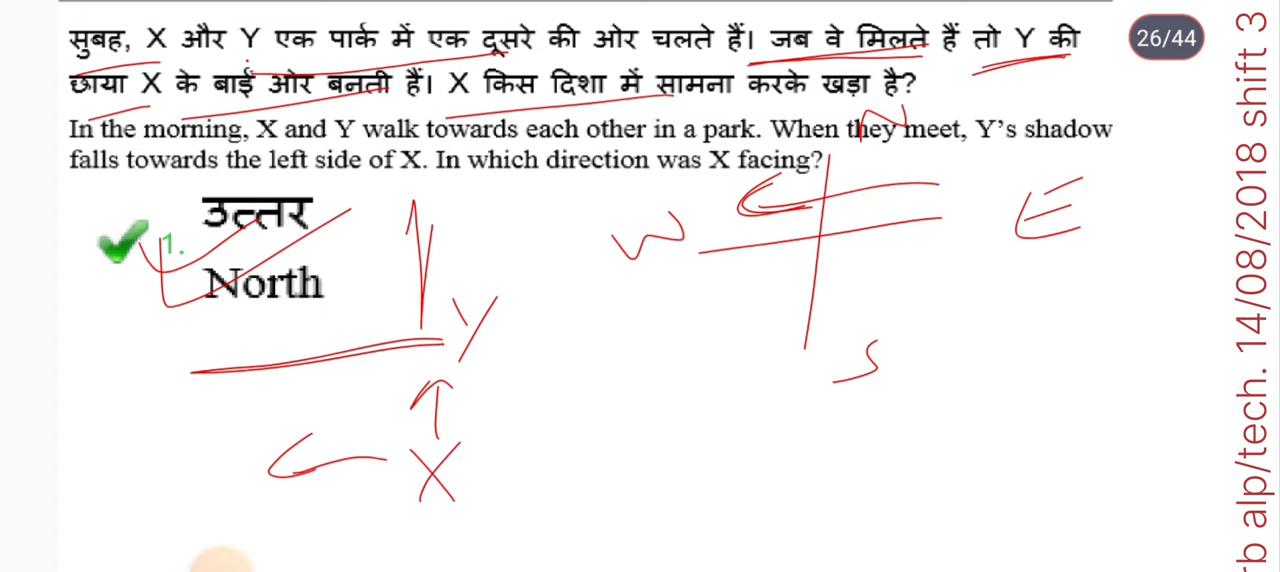 सुबह, X और Y एक पार्क में एक दूसरे की ओर चलते हैं। जब वे मिलते हैं तो Y की
26/44
छाया X के बाईं ओर बनती हैं। X किस दिशा में सामना करके खड़ा है?
In the morning, X and Y walk towards each other in a park. When they meet, Y's shadow
falls towards the left side of X. In which direction was X facing?
N
उत्तर
1.
North
W
E
Y
S
X
rb alp/tech. 14/08/2018 shift 3